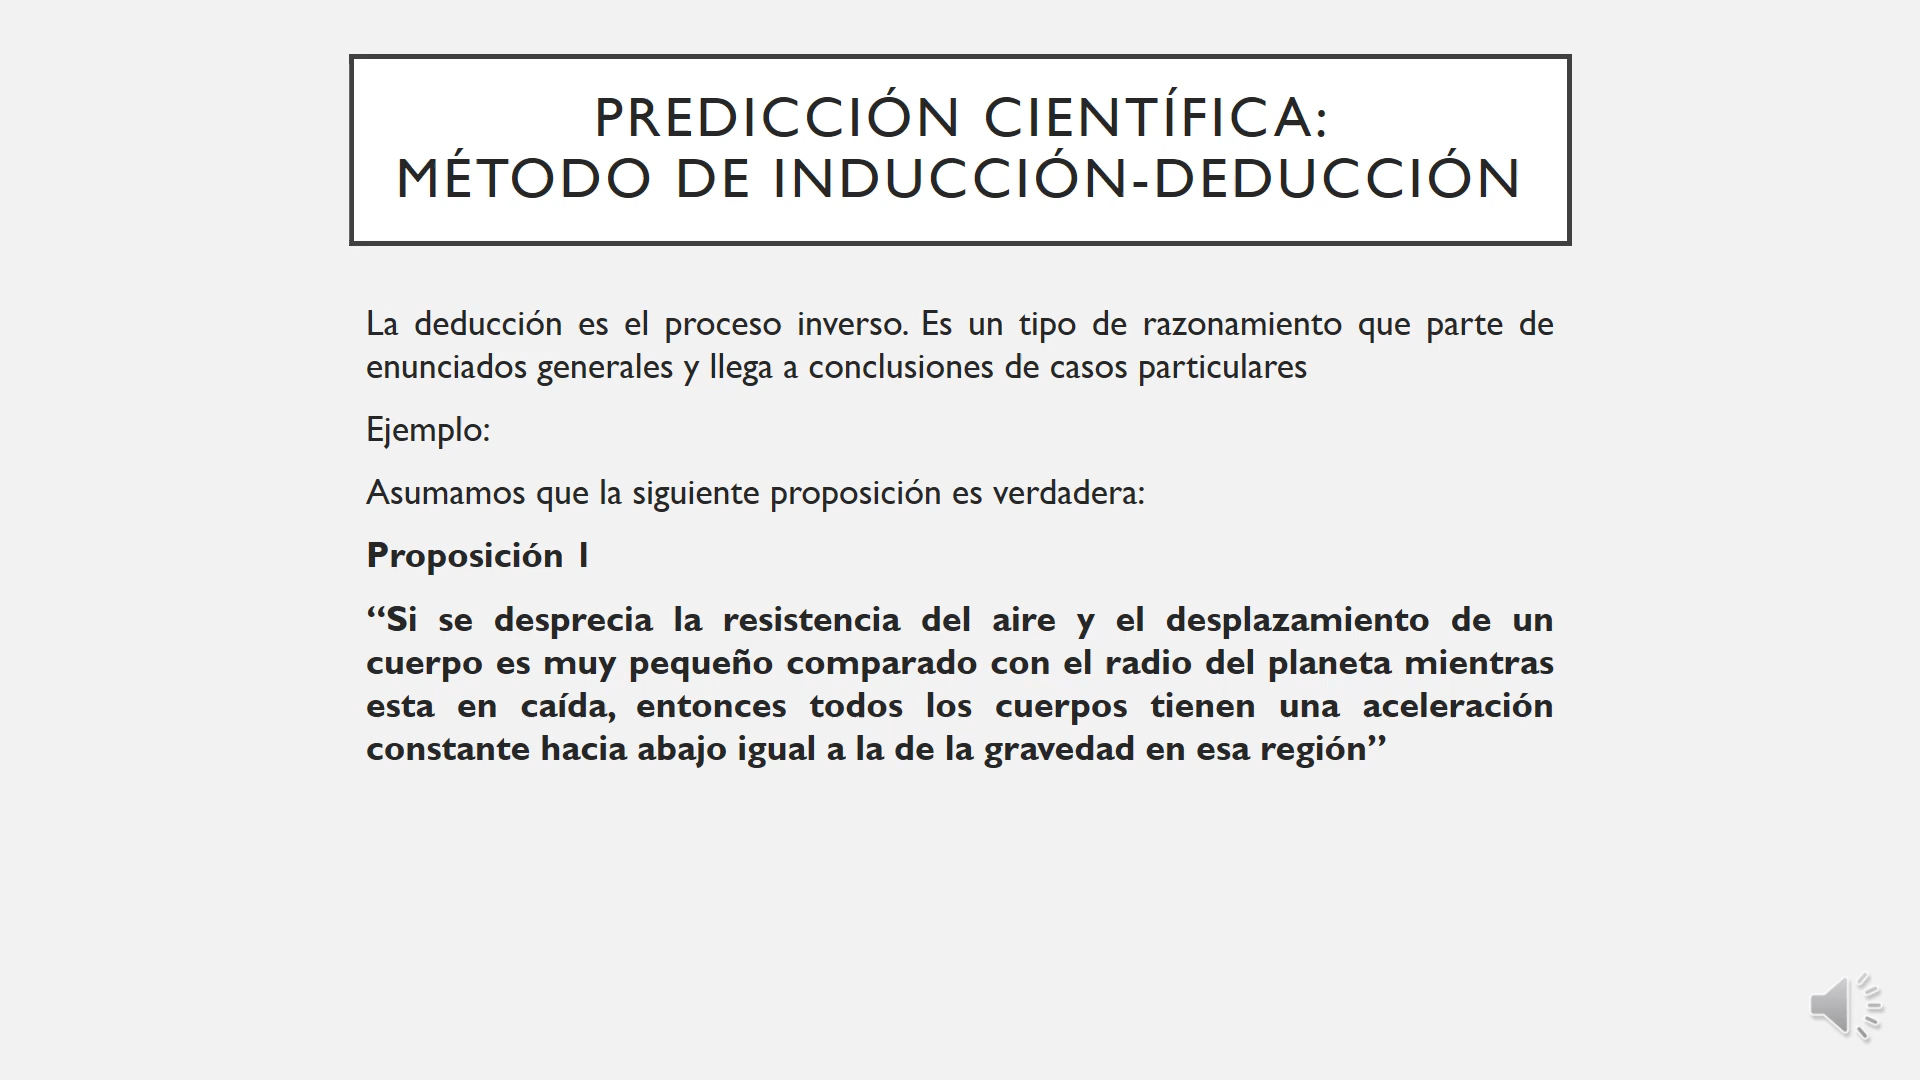 PREDICCIÓN CIENTÍFICA:
MÉTODO DE INDUCCIÓN-DEDUCCIÓN
La deducción es el proceso inverso. Es un tipo de razonamiento que parte de
enunciados generales y llega a conclusiones de casos particulares
Ejemplo:
Asumamos que la siguiente proposición es verdadera:
Proposición 1
“Si se desprecia la resistencia del aire y el desplazamiento de un
cuerpo es muy pequeño comparado con el radio del planeta mientras
esta en caída, entonces todos los cuerpos tienen una aceleración
constante hacia abajo igual a la de la gravedad en esa región”